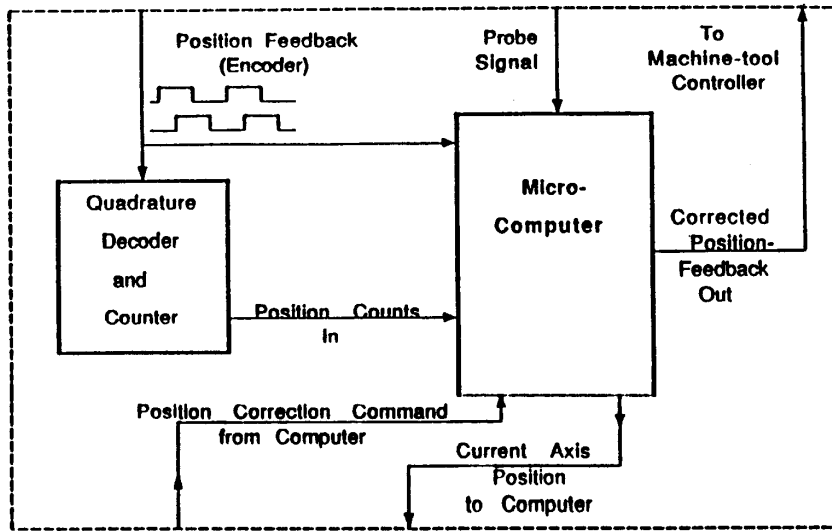 Position Feedback
(Encoder)
Probe
Signal
To
Machine-tool
Controller
Quadrature
Decoder
and
Counter
Micro-
Computer
Corrected
Position-
Feedback
Out
Position Counts
In
Position Correction Command
from Computer
Current Axis
Position
to Computer